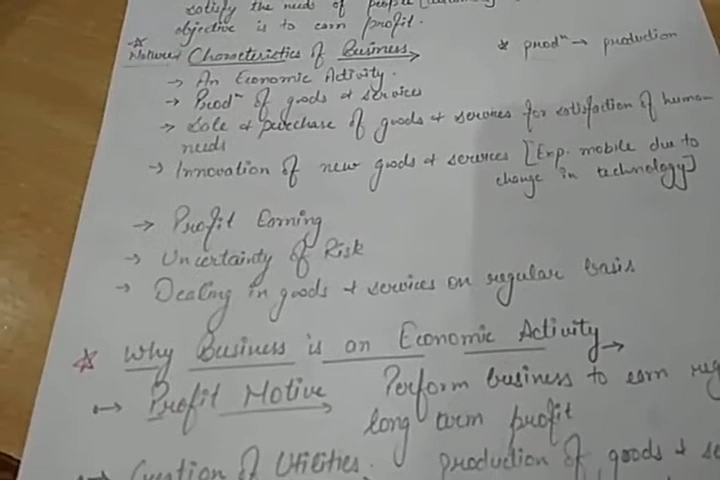 satisfy the needs of people
objective is to earn profit.
Nature & Characteristics of Business
* prodⁿ → production
→ An Economic Activity.
→ Prodⁿ of goods & services
→ Sale & purchase of goods & services for satisfaction of human
needs
→ Innovation of new goods & services [Exp. mobile due to
change in technology]
→ Profit Earning
→ Uncertainty of Risk
→ Dealing in goods & services on regular basis
Why Business is an Economic Activity →
→ Profit Motive Perform business to earn
long term profit
→ Creation of Utilities. production of goods &